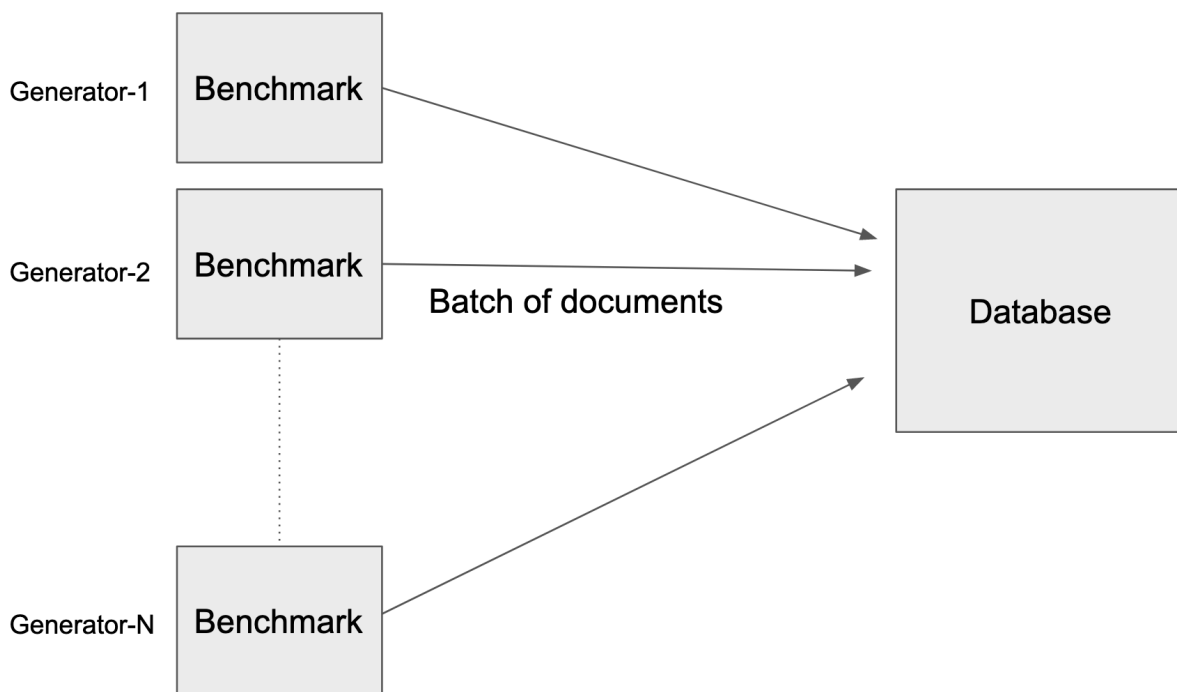 Generator-1
Benchmark
Generator-2
Benchmark
Batch of documents
Database
Generator-N
Benchmark